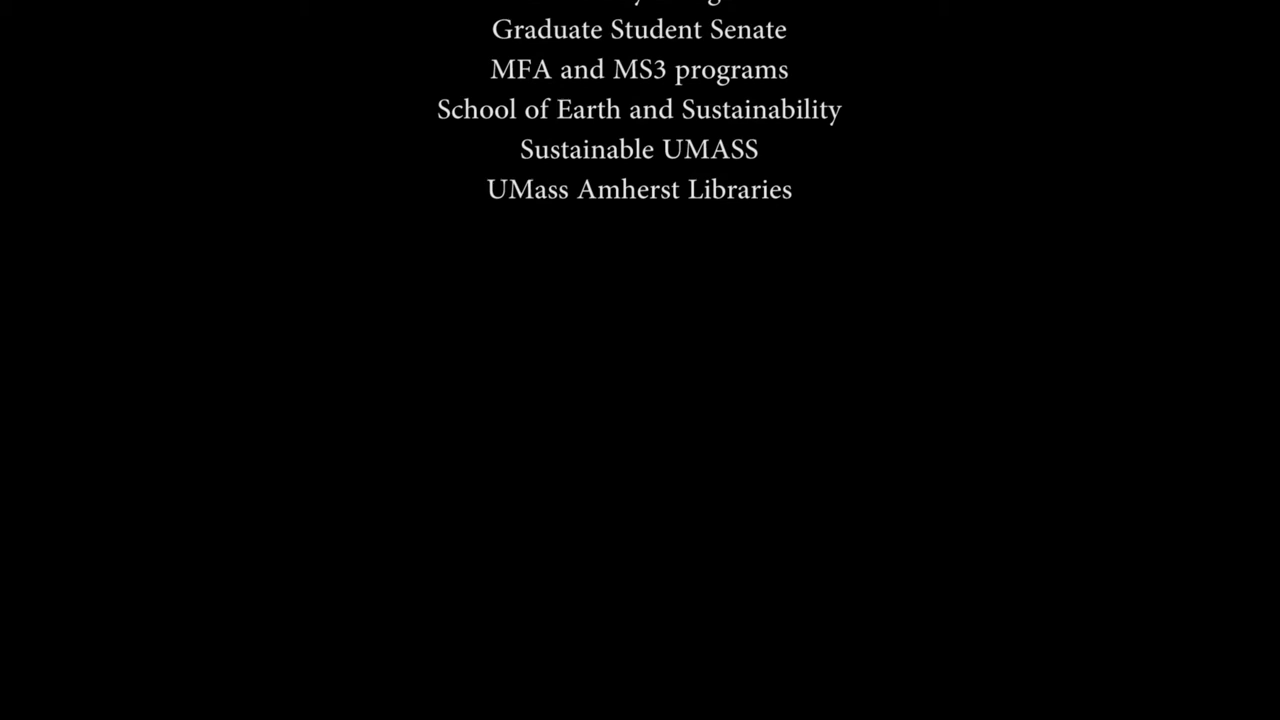 Graduate Student Senate
MFA and MS3 programs
School of Earth and Sustainability
Sustainable UMASS
UMass Amherst Libraries